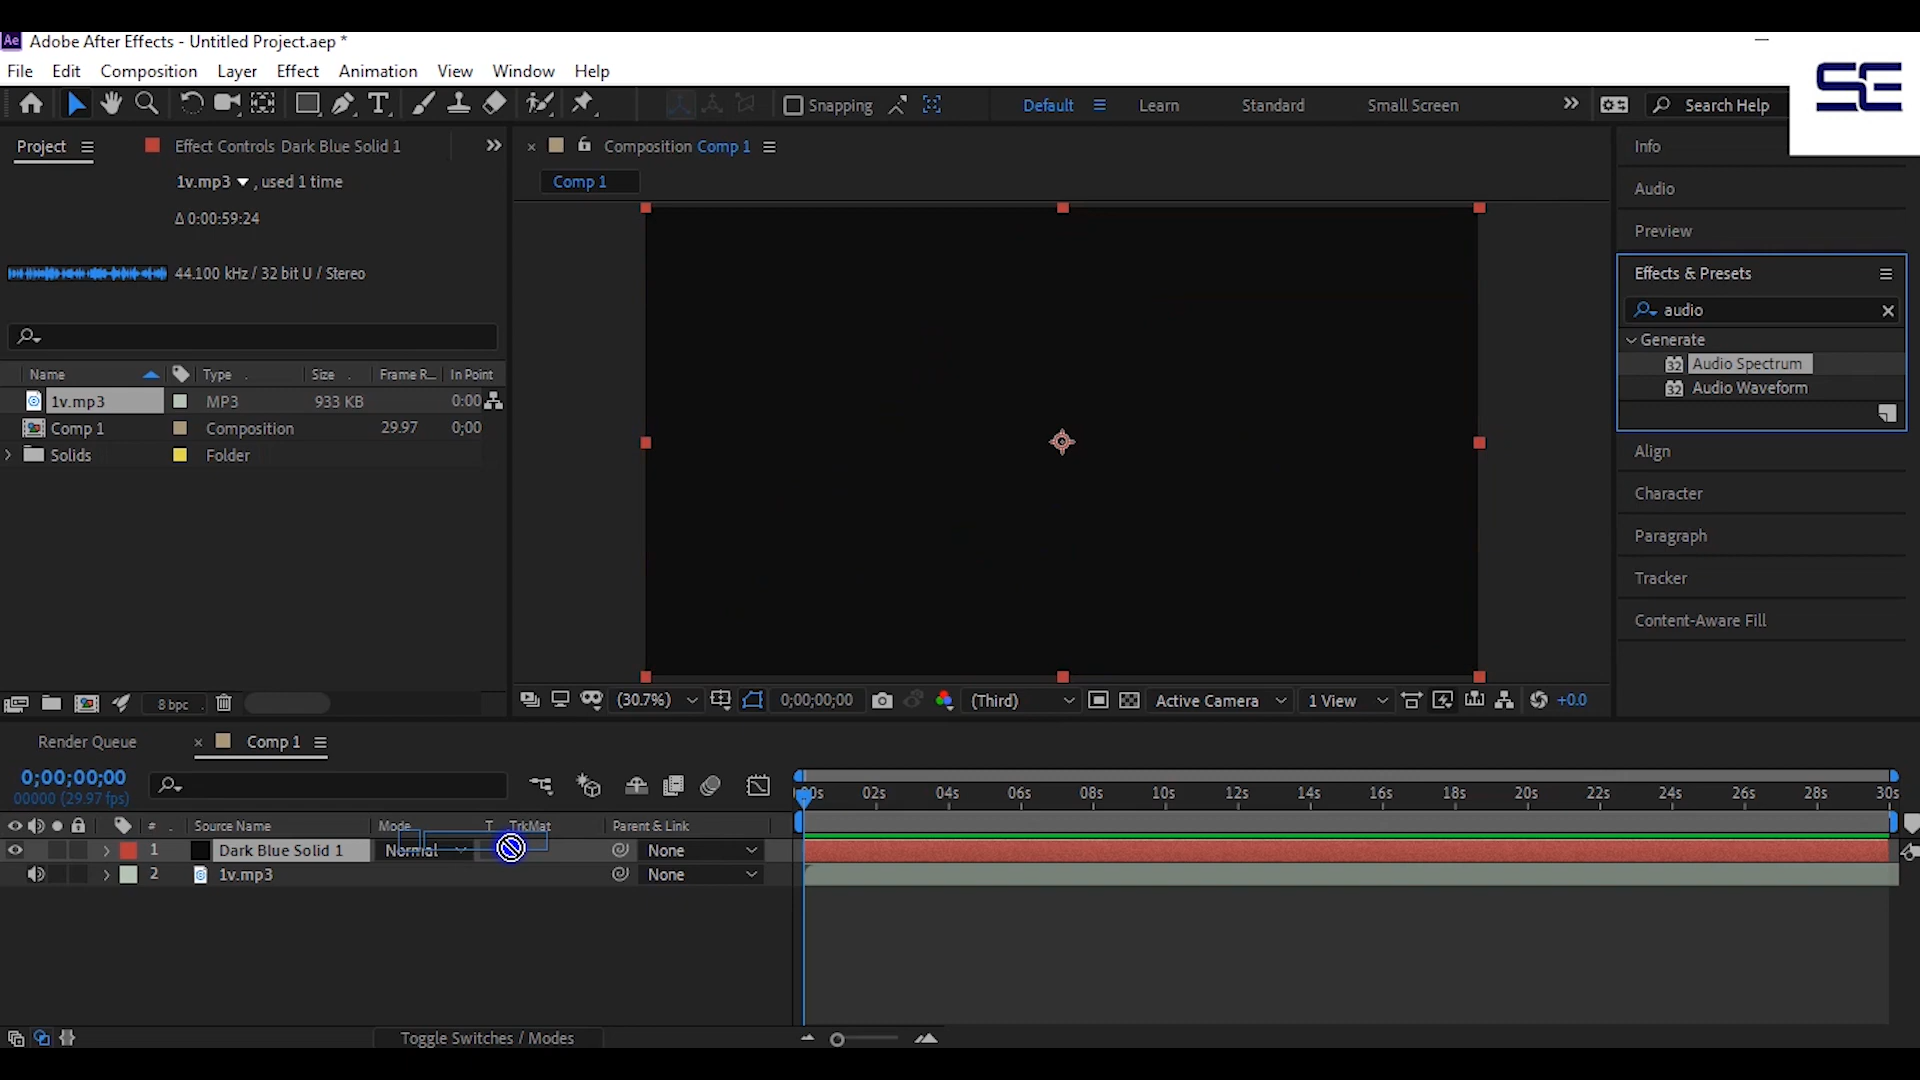 Ae Adobe After Effects - Untitled Project.aep *
SE
File Edit Composition Layer Effect Animation View Window Help
Snapping Default Learn Standard Small Screen Search Help
Project Effect Controls Dark Blue Solid 1
1v.mp3 , used 1 time
Δ 0:00:59:24
44.100 kHz / 32 bit U / Stereo
Name Type Size Frame R... In Point
1v.mp3 MP3 933 KB 0:00
Comp 1 Composition 29.97 0;00
Solids Folder
8 bpc
Composition Comp 1
Comp 1
(30.7%) 0;00;00;00 (Third) Active Camera 1 View +0.0
Info
Audio
Preview
Effects & Presets
audio
Generate
32 Audio Spectrum
32 Audio Waveform
Align
Character
Paragraph
Tracker
Content-Aware Fill
Render Queue Comp 1
0;00;00;00
00000 (29.97 fps)
00s 02s 04s 06s 08s 10s 12s 14s 16s 18s 20s 22s 24s 26s 28s 30s
# Source Name Mode T TrkMat Parent & Link
1 Dark Blue Solid 1 Normal None
2 1v.mp3 None
Toggle Switches / Modes